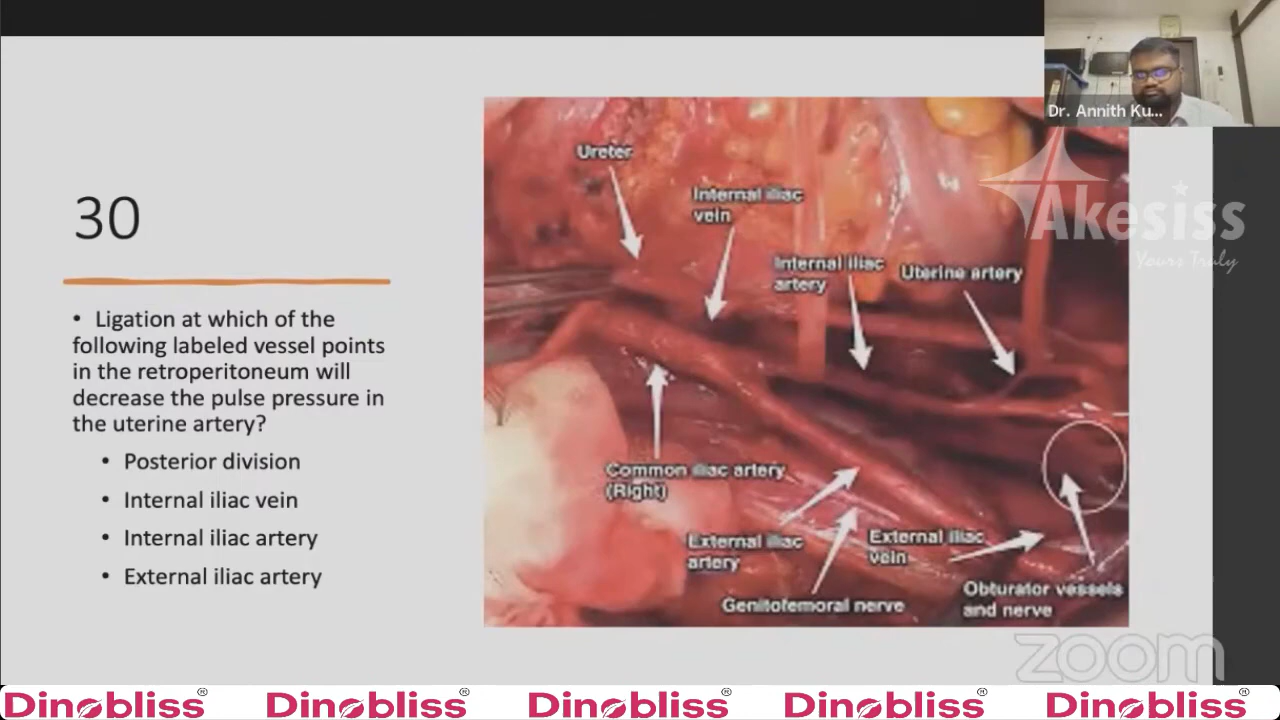 Dr. Annith Ku...
Akesiss
Yours Truly
30
• Ligation at which of the
following labeled vessel points
in the retroperitoneum will
decrease the pulse pressure in
the uterine artery?
• Posterior division
• Internal iliac vein
• Internal iliac artery
• External iliac artery
Ureter
Internal iliac
vein
Internal iliac
artery
Uterine artery
Common iliac artery
(Right)
External iliac
artery
External iliac
vein
Genitofemoral nerve
Obturator vessels
and nerve
zoom
Dinobliss®
Dinobliss®
Dinobliss®
Dinobliss®
Dinobliss®